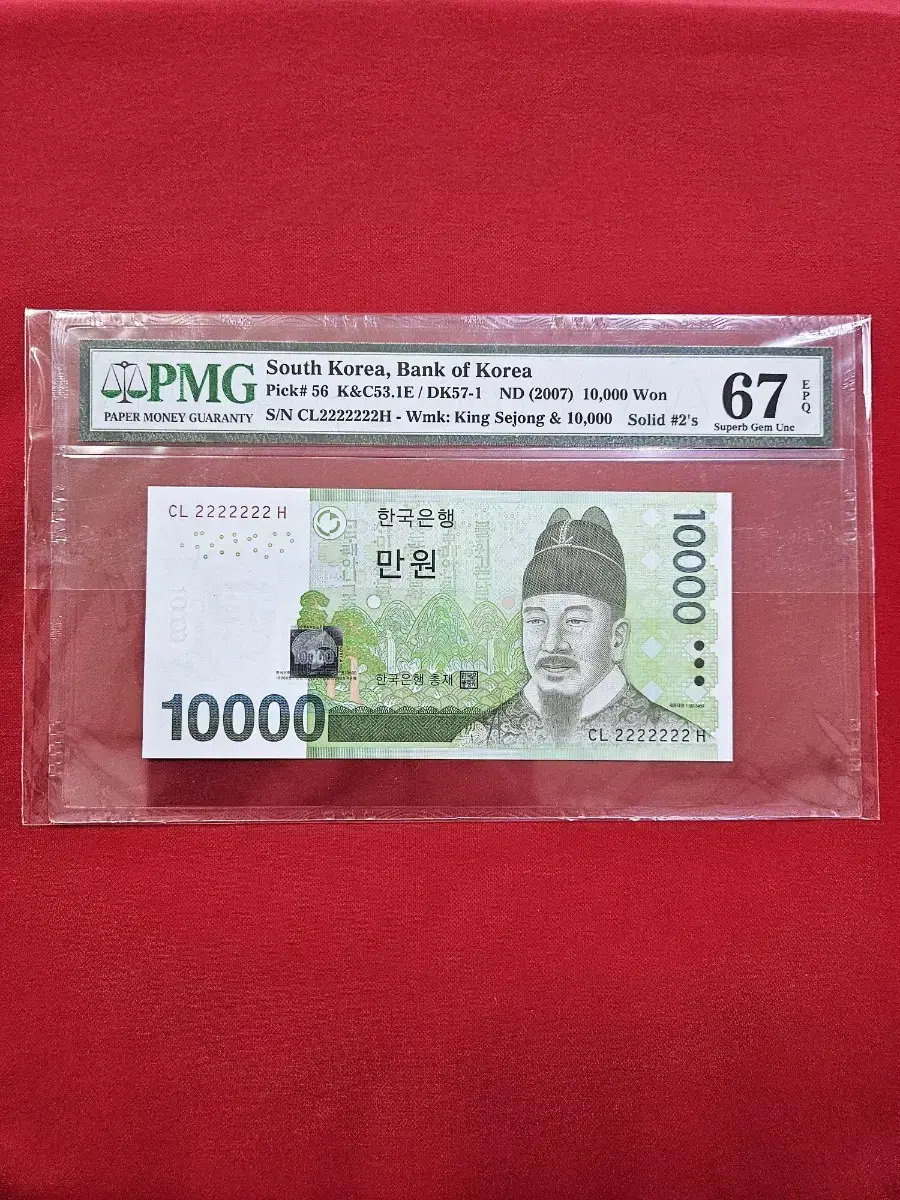 PMG
PAPER MONEY GUARANTY
South Korea, Bank of Korea
Pick# 56 K&C53.1E / DK57-1 ND (2007) 10,000 Won
S/N CL2222222H - Wmk: King Sejong & 10,000 Solid #2's
67
EPQ
Superb Gem Unc
CL 2222222 H
한국은행
만원
10000
10000
한국은행 총재
10000
CL 2222222 H